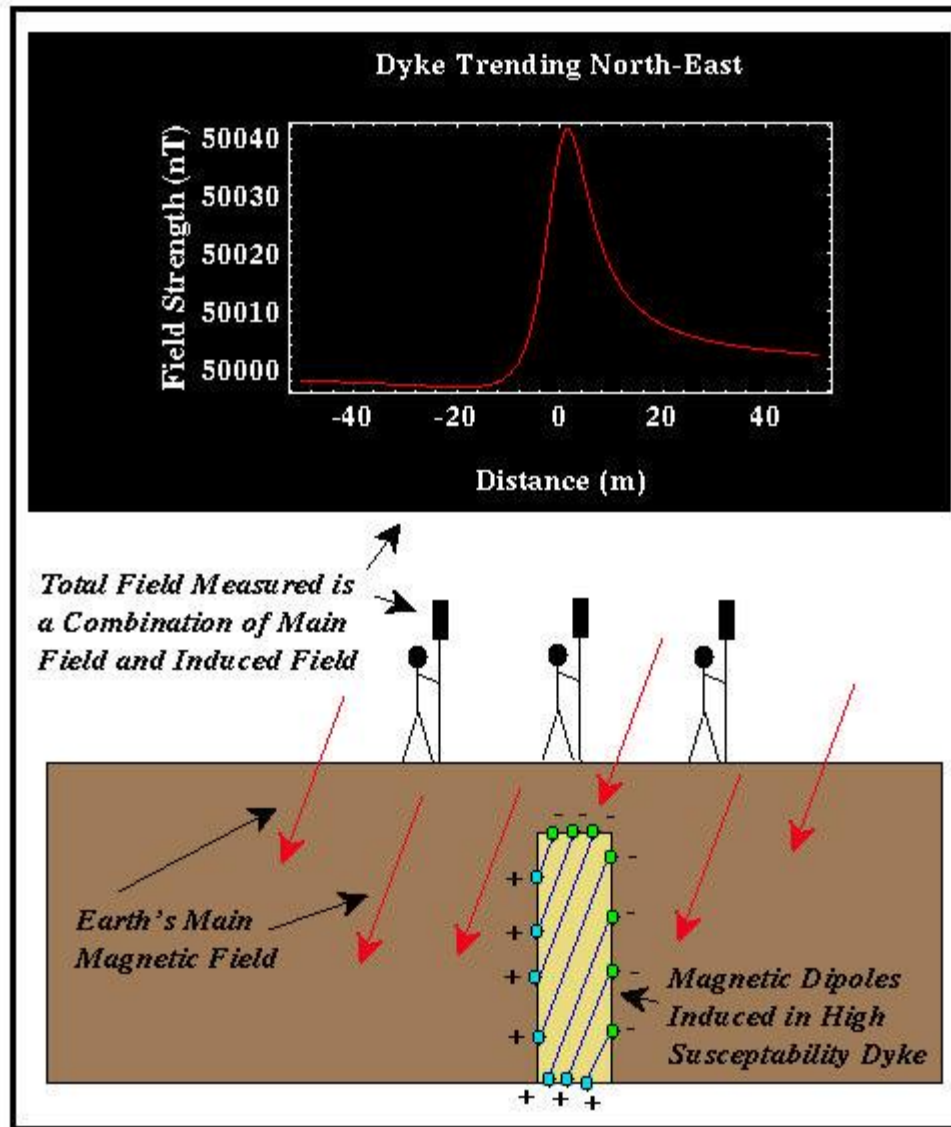 Dyke Trending North-East
Field Strength (nT)
50040
50030
50020
50010
50000
-40 -20 0 20 40
Distance (m)
Total Field Measured is
a Combination of Main
Field and Induced Field
- - -
+ -
+ -
+ -
+ -
+ + +
Earth's Main
Magnetic Field
Magnetic Dipoles
Induced in High
Susceptability Dyke